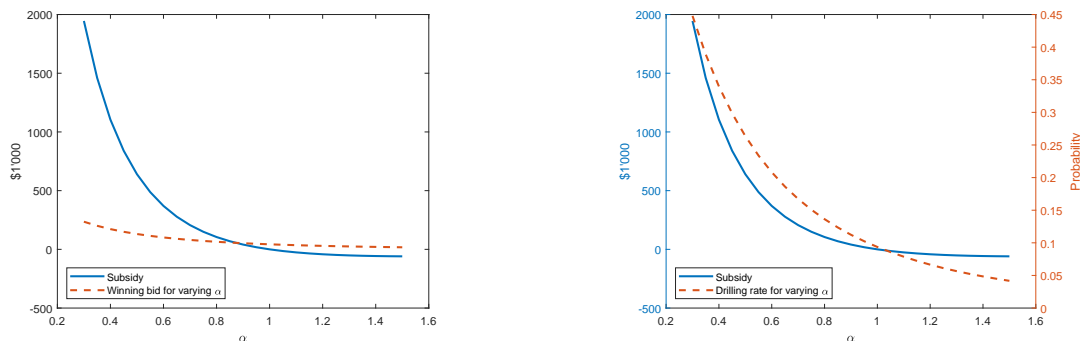 2000
1500
1000
500
0
-500
$1'000
0.2 0.4 0.6 0.8 1 1.2 1.4 1.6
α
Subsidy
Winning bid for varying α
2000
1500
1000
500
0
-500
$1'000
0.2 0.4 0.6 0.8 1 1.2 1.4 1.6
α
0.45
0.4
0.35
0.3
0.25
0.2
0.15
0.1
0.05
0
Probability
Subsidy
Drilling rate for varying α